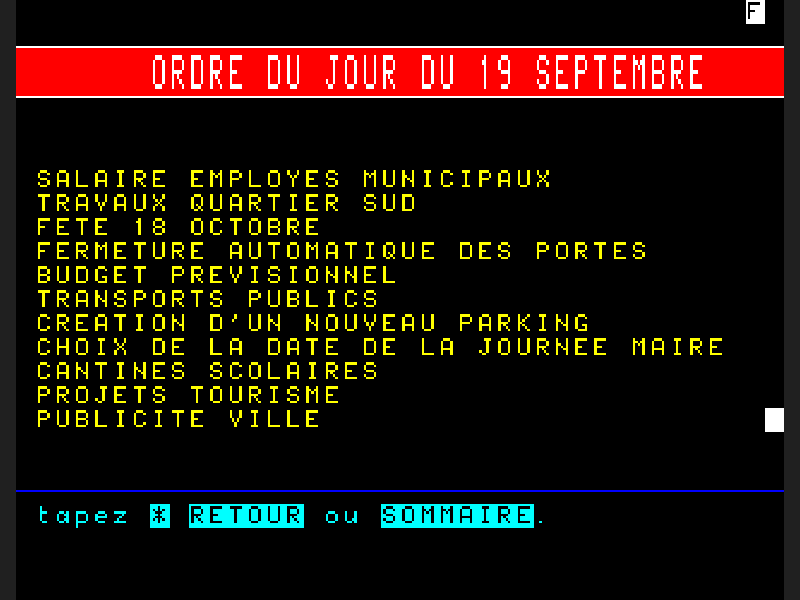 F
ORDRE DU JOUR DU 19 SEPTEMBRE
SALAIRE EMPLOYES MUNICIPAUX
TRAVAUX QUARTIER SUD
FETE 18 OCTOBRE
FERMETURE AUTOMATIQUE DES PORTES
BUDGET PREVISIONNEL
TRANSPORTS PUBLICS
CREATION D'UN NOUVEAU PARKING
CHOIX DE LA DATE DE LA JOURNEE MAIRE
CANTINES SCOLAIRES
PROJETS TOURISME
PUBLICITE VILLE
tapez * RETOUR ou SOMMAIRE.